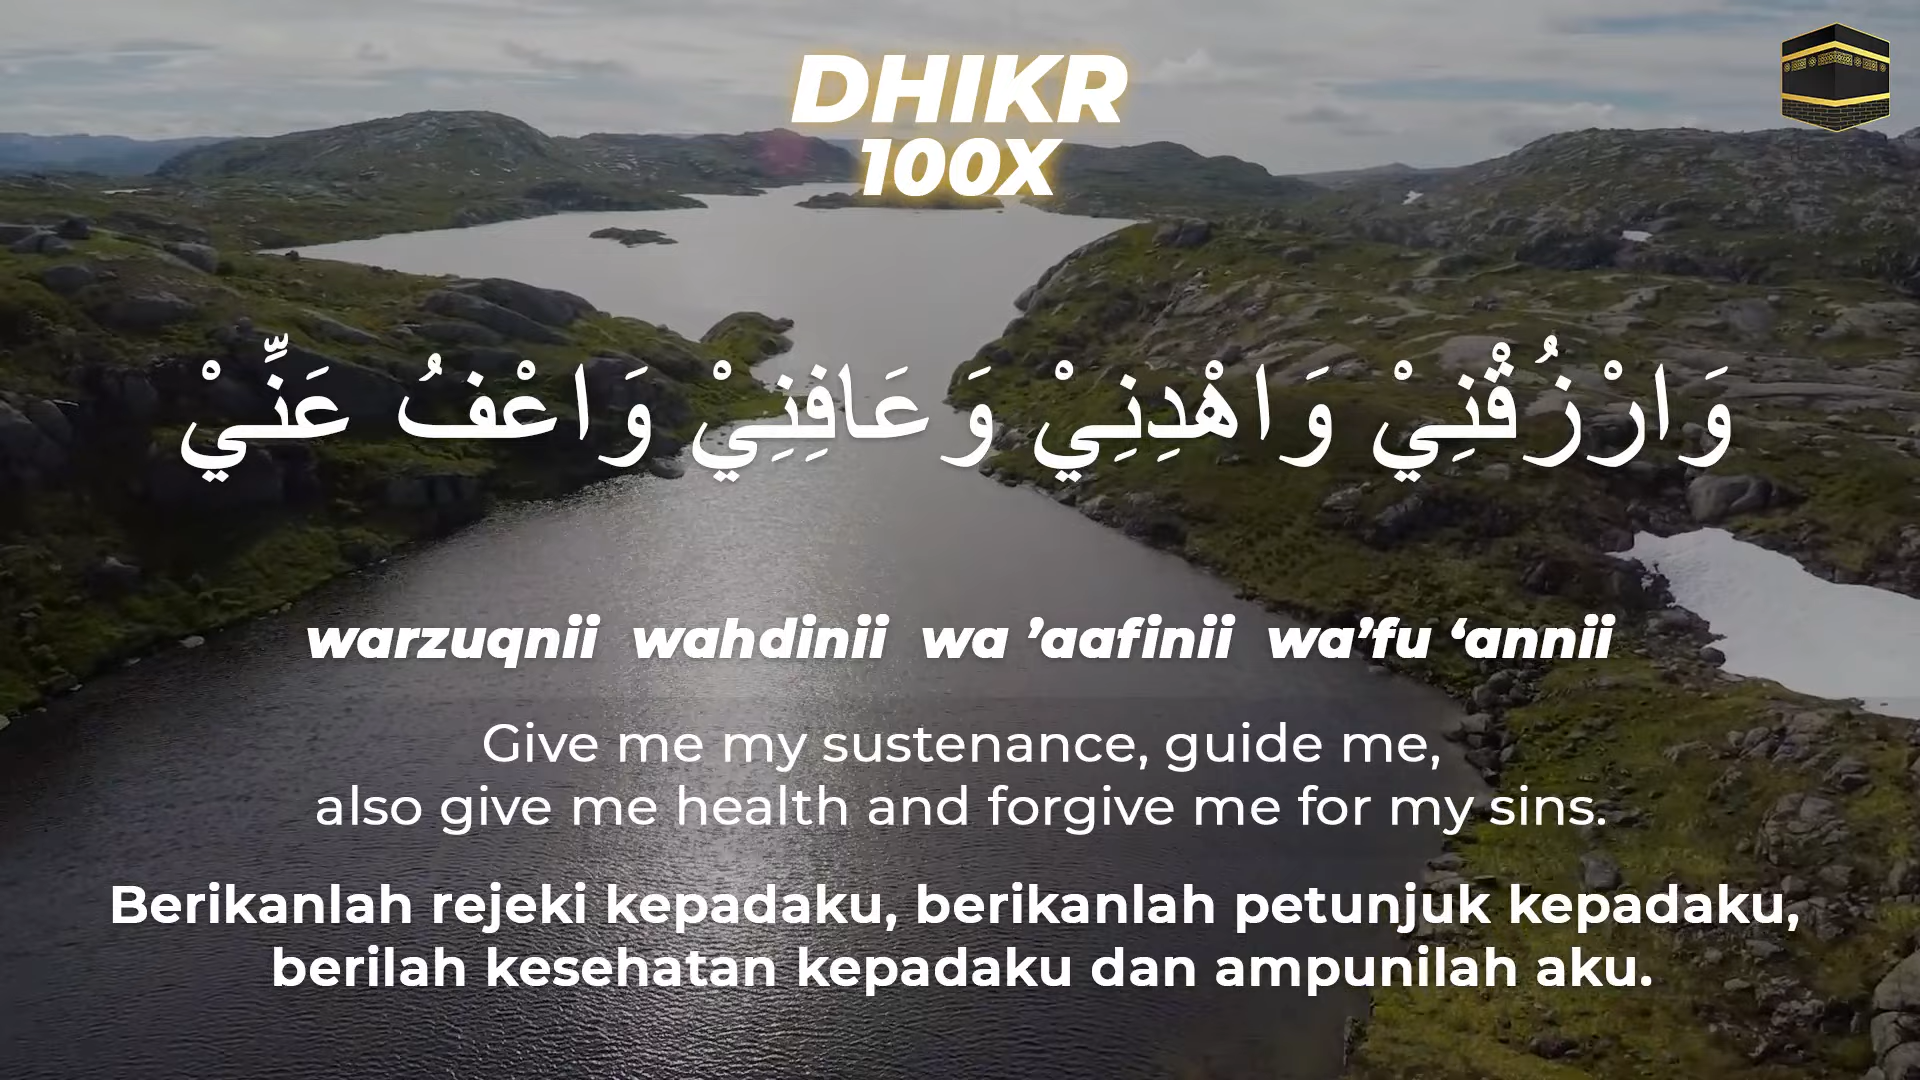 DHIKR
100X
وَارْزُقْنِيْ وَاهْدِنِيْ وَعَافِنِيْ وَاعْفُ عَنِّيْ
warzuqnii wahdinii wa ’aafinii wa’fu ‘annii
Give me my sustenance, guide me,
also give me health and forgive me for my sins.
Berikanlah rejeki kepadaku, berikanlah petunjuk kepadaku,
berilah kesehatan kepadaku dan ampunilah aku.